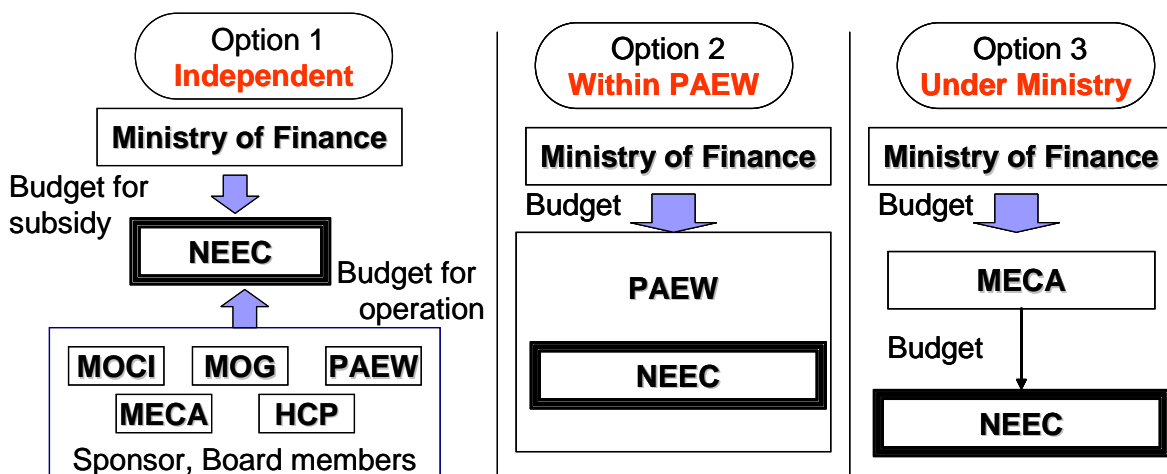 Option 1
Independent
Ministry of Finance
Budget for
subsidy
NEEC
Budget for
operation
MOCI MOG PAEW
MECA HCP
Sponsor, Board members
Option 2
Within PAEW
Ministry of Finance
Budget
PAEW
NEEC
Option 3
Under Ministry
Ministry of Finance
Budget
MECA
Budget
NEEC